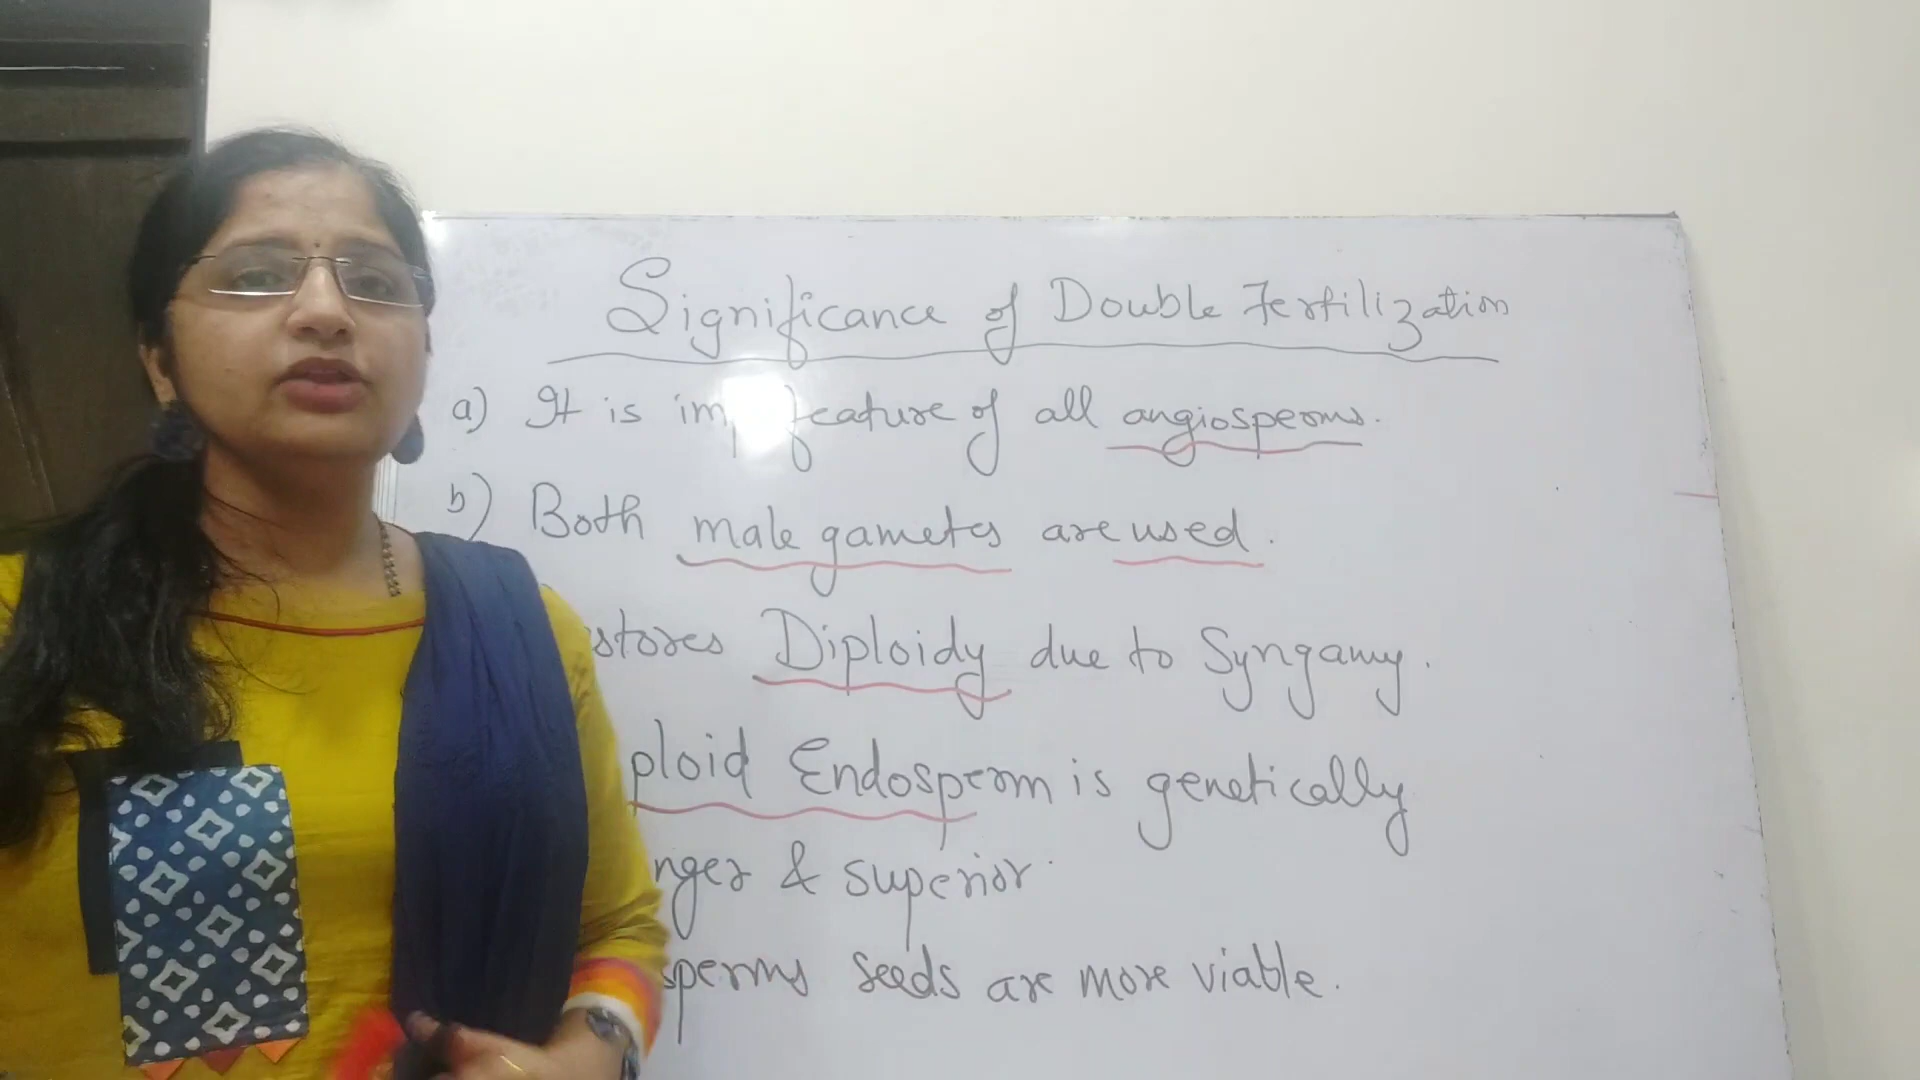 Significance of Double Fertilization
a) It is imp feature of all angiosperms.
b) Both male gametes are used.
stores Diploidy due to Syngamy.
ploid Endosperm is genetically
nger & superior.
sperms seeds are more viable.